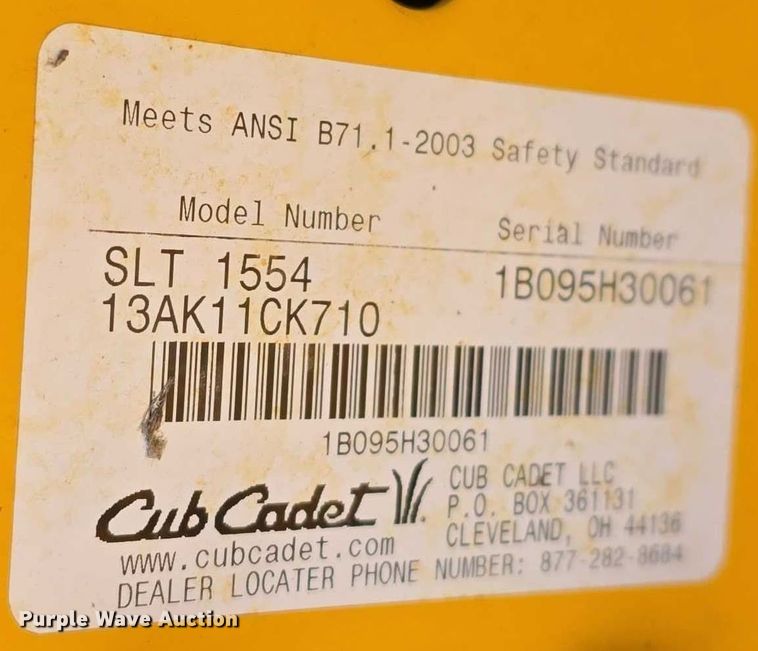 Meets ANSI B71.1-2003 Safety Standard
Model Number Serial Number
SLT 1554 1B095H30061
13AK11CK710
1B095H30061
Cub Cadet
CUB CADET LLC
P.O. BOX 361131
CLEVELAND, OH 44136
www.cubcadet.com
DEALER LOCATER PHONE NUMBER: 877-282-8684
Purple Wave Auction